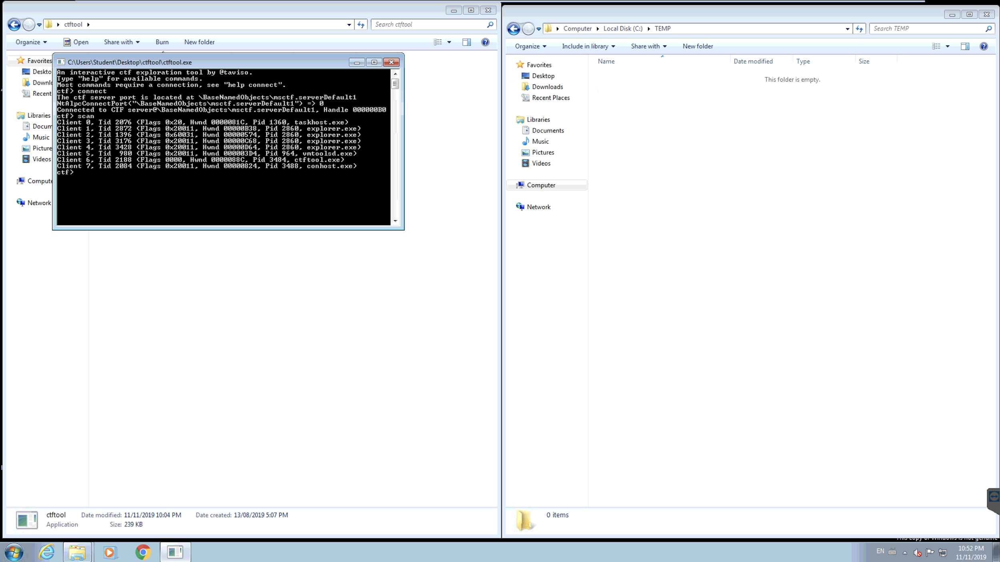 ctftool
Search ctftool
Organize
Open
Share with
Burn
New folder
Favorites
Deskto
Downlo
Recent
Libraries
Docum
Music
Picture
Videos
Compute
Network
C:\Users\Student\Desktop\ctftool\ctftool.exe
An interactive ctf exploration tool by @taviso.
Type "help" for available commands.
Most commands require a connection, see "help connect".
ctf> connect
The ctf server port is located at \BaseNamedObjects\msctf.serverDefault1
NtAlpcConnectPort("\BaseNamedObjects\msctf.serverDefault1") => 0
Connected to CTF server@\BaseNamedObjects\msctf.serverDefault1, Handle 000000B0
ctf> scan
Client 0, Tid 2076 (Flags 0x20, Hwnd 0000081C, Pid 1360, taskhost.exe)
Client 1, Tid 2872 (Flags 0x20011, Hwnd 00000B38, Pid 2860, explorer.exe)
Client 2, Tid 1396 (Flags 0x60031, Hwnd 00000574, Pid 2860, explorer.exe)
Client 3, Tid 3176 (Flags 0x20011, Hwnd 00000C68, Pid 2860, explorer.exe)
Client 4, Tid 3428 (Flags 0x20011, Hwnd 00000D64, Pid 2860, explorer.exe)
Client 5, Tid  980 (Flags 0x20011, Hwnd 000003D4, Pid 964, vmtoolsd.exe)
Client 6, Tid 2188 (Flags 0000, Hwnd 0000088C, Pid 3484, ctftool.exe)
Client 7, Tid 2084 (Flags 0x20011, Hwnd 00000824, Pid 3488, conhost.exe)
ctf>
ctftool Date modified: 11/11/2019 10:04 PM Date created: 13/08/2019 5:07 PM
Application Size: 239 KB
Computer Local Disk (C:) TEMP
Search TEMP
Organize
Include in library
Share with
New folder
Name Date modified Type Size
This folder is empty.
Favorites
Desktop
Downloads
Recent Places
Libraries
Documents
Music
Pictures
Videos
Computer
Network
0 items
This copy of Windows is not genuine
EN
10:52 PM
11/11/2019